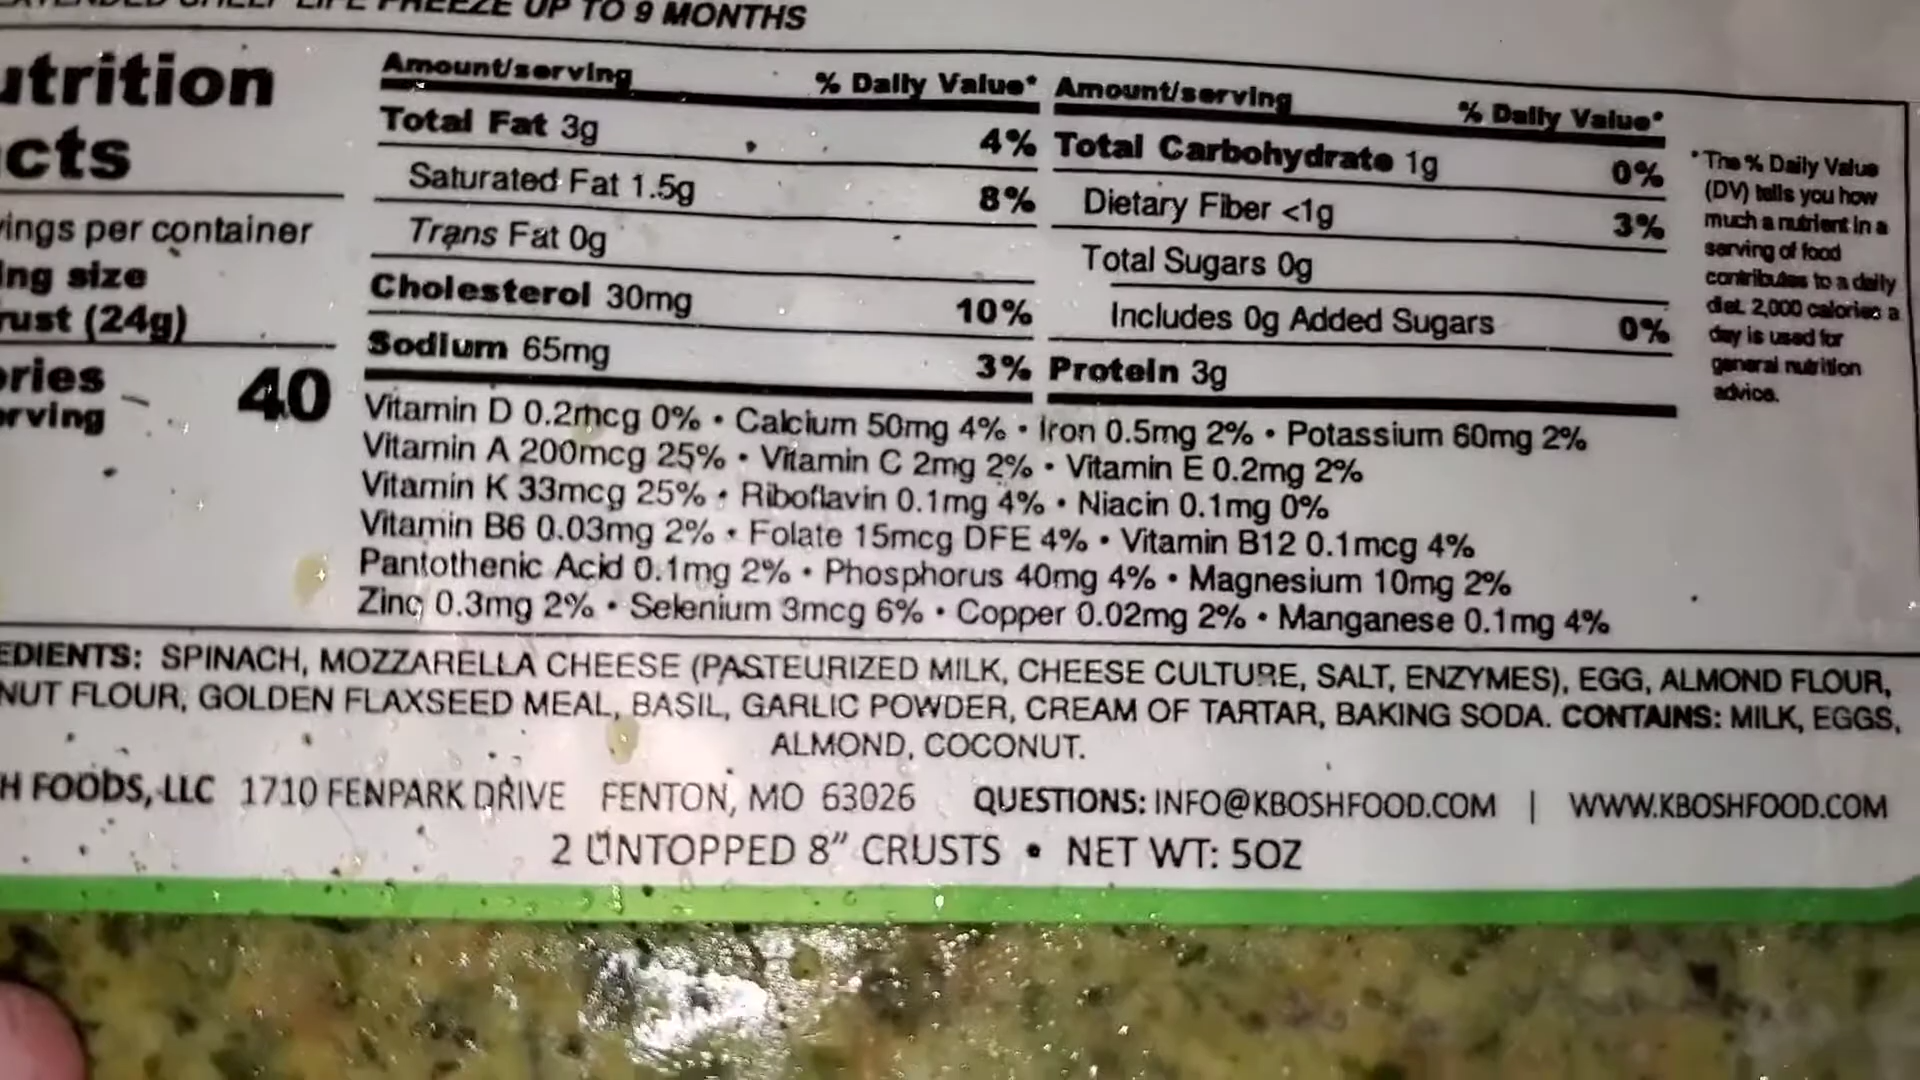 EXTENDED SHELF LIFE FREEZE UP TO 9 MONTHS
utrition
cts
vings per container
ing size
rust (24g)
ories
erving
40
Amount/serving % Daily Value*
Total Fat 3g 4%
Saturated Fat 1.5g 8%
Trans Fat 0g
Cholesterol 30mg 10%
Sodium 65mg 3%
Amount/serving % Daily Value*
Total Carbohydrate 1g 0%
Dietary Fiber <1g 3%
Total Sugars 0g
Includes 0g Added Sugars 0%
Protein 3g
Vitamin D 0.2mcg 0% • Calcium 50mg 4% • Iron 0.5mg 2% • Potassium 60mg 2%
Vitamin A 200mcg 25% • Vitamin C 2mg 2% • Vitamin E 0.2mg 2%
Vitamin K 33mcg 25% • Riboflavin 0.1mg 4% • Niacin 0.1mg 0%
Vitamin B6 0.03mg 2% • Folate 15mcg DFE 4% • Vitamin B12 0.1mcg 4%
Pantothenic Acid 0.1mg 2% • Phosphorus 40mg 4% • Magnesium 10mg 2%
Zinc 0.3mg 2% • Selenium 3mcg 6% • Copper 0.02mg 2% • Manganese 0.1mg 4%
*The % Daily Value
(DV) tells you how
much a nutrient in a
serving of food
contributes to a daily
diet. 2,000 calories a
day is used for
general nutrition
advice.
EDIENTS: SPINACH, MOZZARELLA CHEESE (PASTEURIZED MILK, CHEESE CULTURE, SALT, ENZYMES), EGG, ALMOND FLOUR,
NUT FLOUR, GOLDEN FLAXSEED MEAL, BASIL, GARLIC POWDER, CREAM OF TARTAR, BAKING SODA. CONTAINS: MILK, EGGS,
ALMOND, COCONUT.
H FOODS, LLC 1710 FENPARK DRIVE FENTON, MO 63026 QUESTIONS: INFO@KBOSHFOOD.COM | WWW.KBOSHFOOD.COM
2 UNTOPPED 8” CRUSTS • NET WT: 5OZ